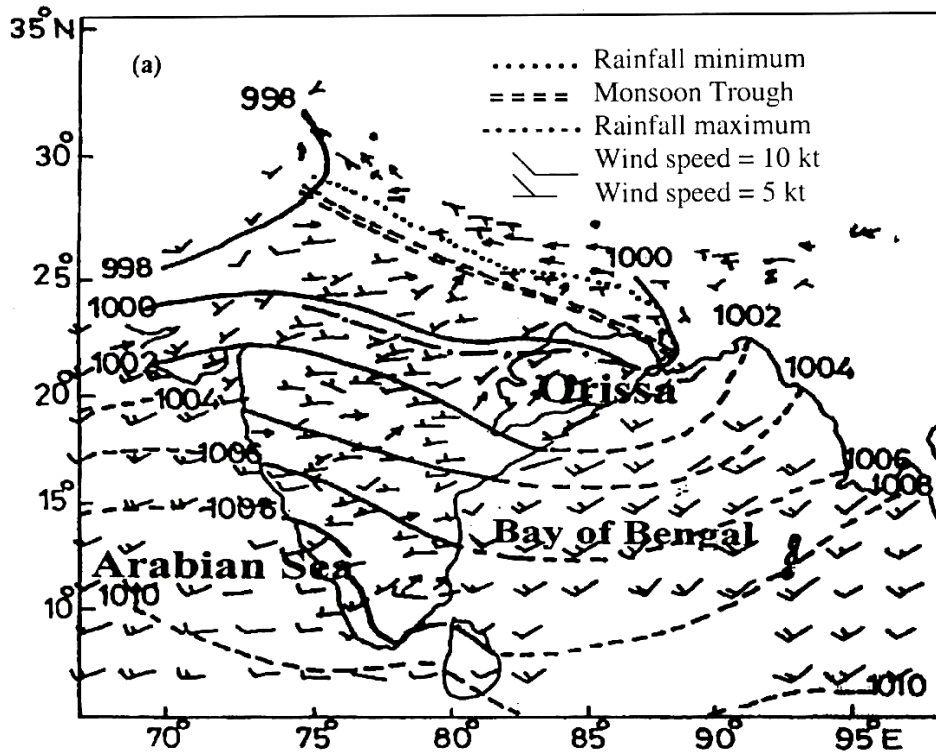 35°N
(a)
Rainfall minimum
998
Monsoon Trough
Rainfall maximum
30°
Wind speed = 10 kt
Wind speed = 5 kt
998
1000
25°
1000
1002
1002
1004
Orissa
20°
1004
1006
1006
1008
15°
1008
Bay of Bengal
Arabian Sea
1010
10°
1010
70°
75°
80°
85°
90°
95°E